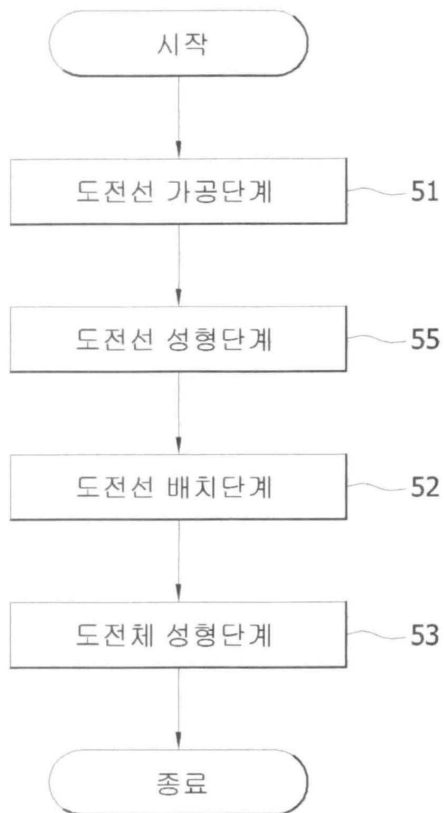 시작
도전선 가공단계 51
도전선 성형단계 55
도전선 배치단계 52
도전체 성형단계 53
종료